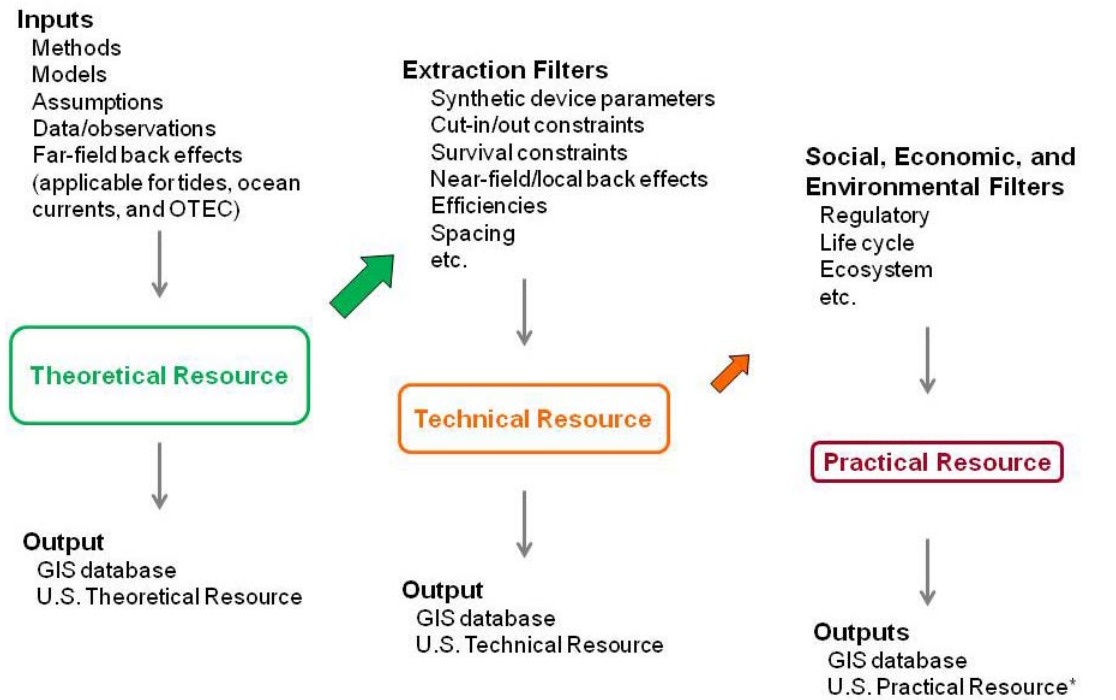 Inputs
Methods
Models
Assumptions
Data/observations
Far-field back effects
(applicable for tides, ocean
currents, and OTEC)
Theoretical Resource
Output
GIS database
U.S. Theoretical Resource
Extraction Filters
Synthetic device parameters
Cut-in/out constraints
Survival constraints
Near-field/local back effects
Efficiencies
Spacing
etc.
Technical Resource
Output
GIS database
U.S. Technical Resource
Social, Economic, and
Environmental Filters
Regulatory
Life cycle
Ecosystem
etc.
Practical Resource
Outputs
GIS database
U.S. Practical Resource*